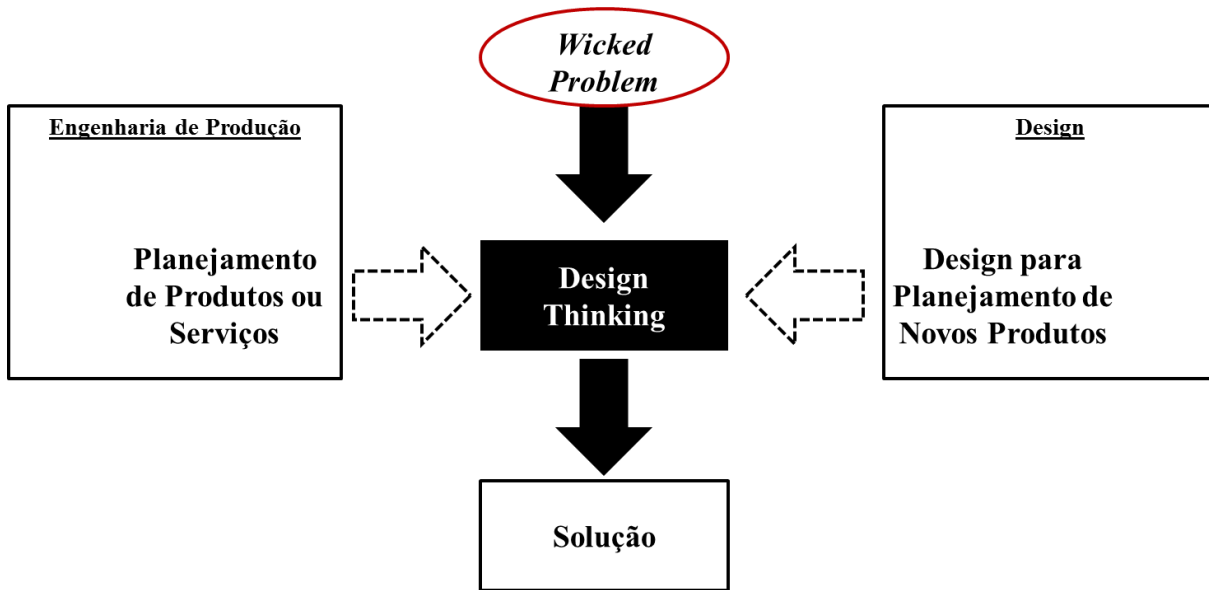 Wicked
Problem
Engenharia de Produção
Planejamento
de Produtos ou
Serviços
Design
Thinking
Design
Design para
Planejamento de
Novos Produtos
Solução